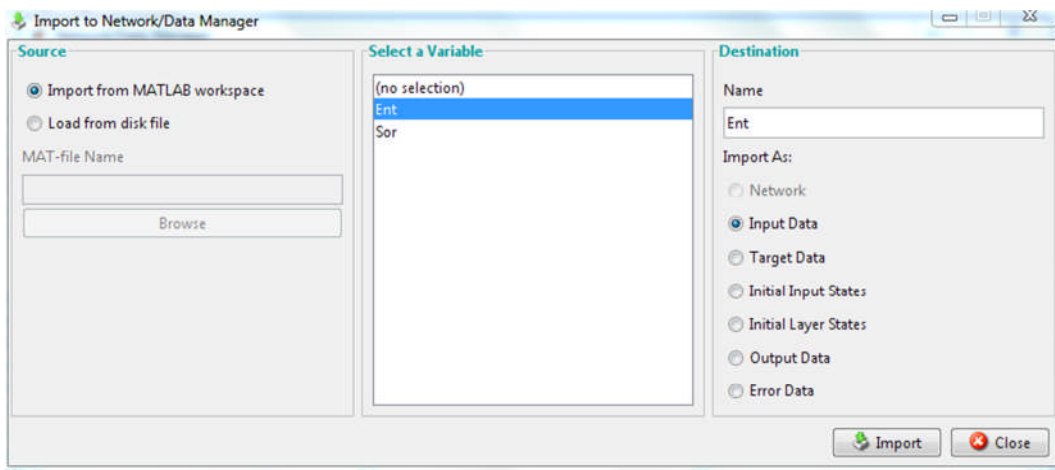 Import to Network/Data Manager
Source
Import from MATLAB workspace
Load from disk file
MAT-file Name
Browse
Select a Variable
(no selection)
Ent
Sor
Destination
Name
Ent
Import As:
Network
Input Data
Target Data
Initial Input States
Initial Layer States
Output Data
Error Data
Import
Close